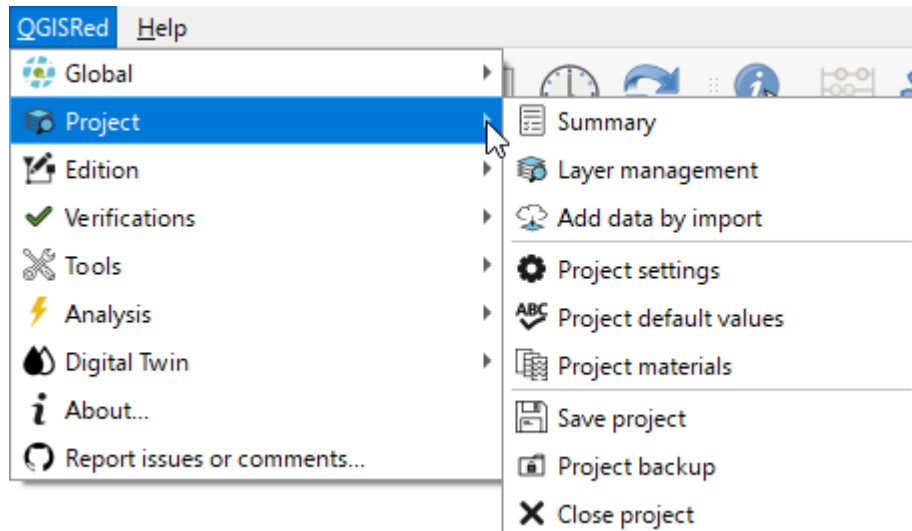 QGISRed Help
Global
Project
Edition
Verifications
Tools
Analysis
Digital Twin
About...
Report issues or comments...
Summary
Layer management
Add data by import
Project settings
ABC
Project default values
Project materials
Save project
Project backup
Close project